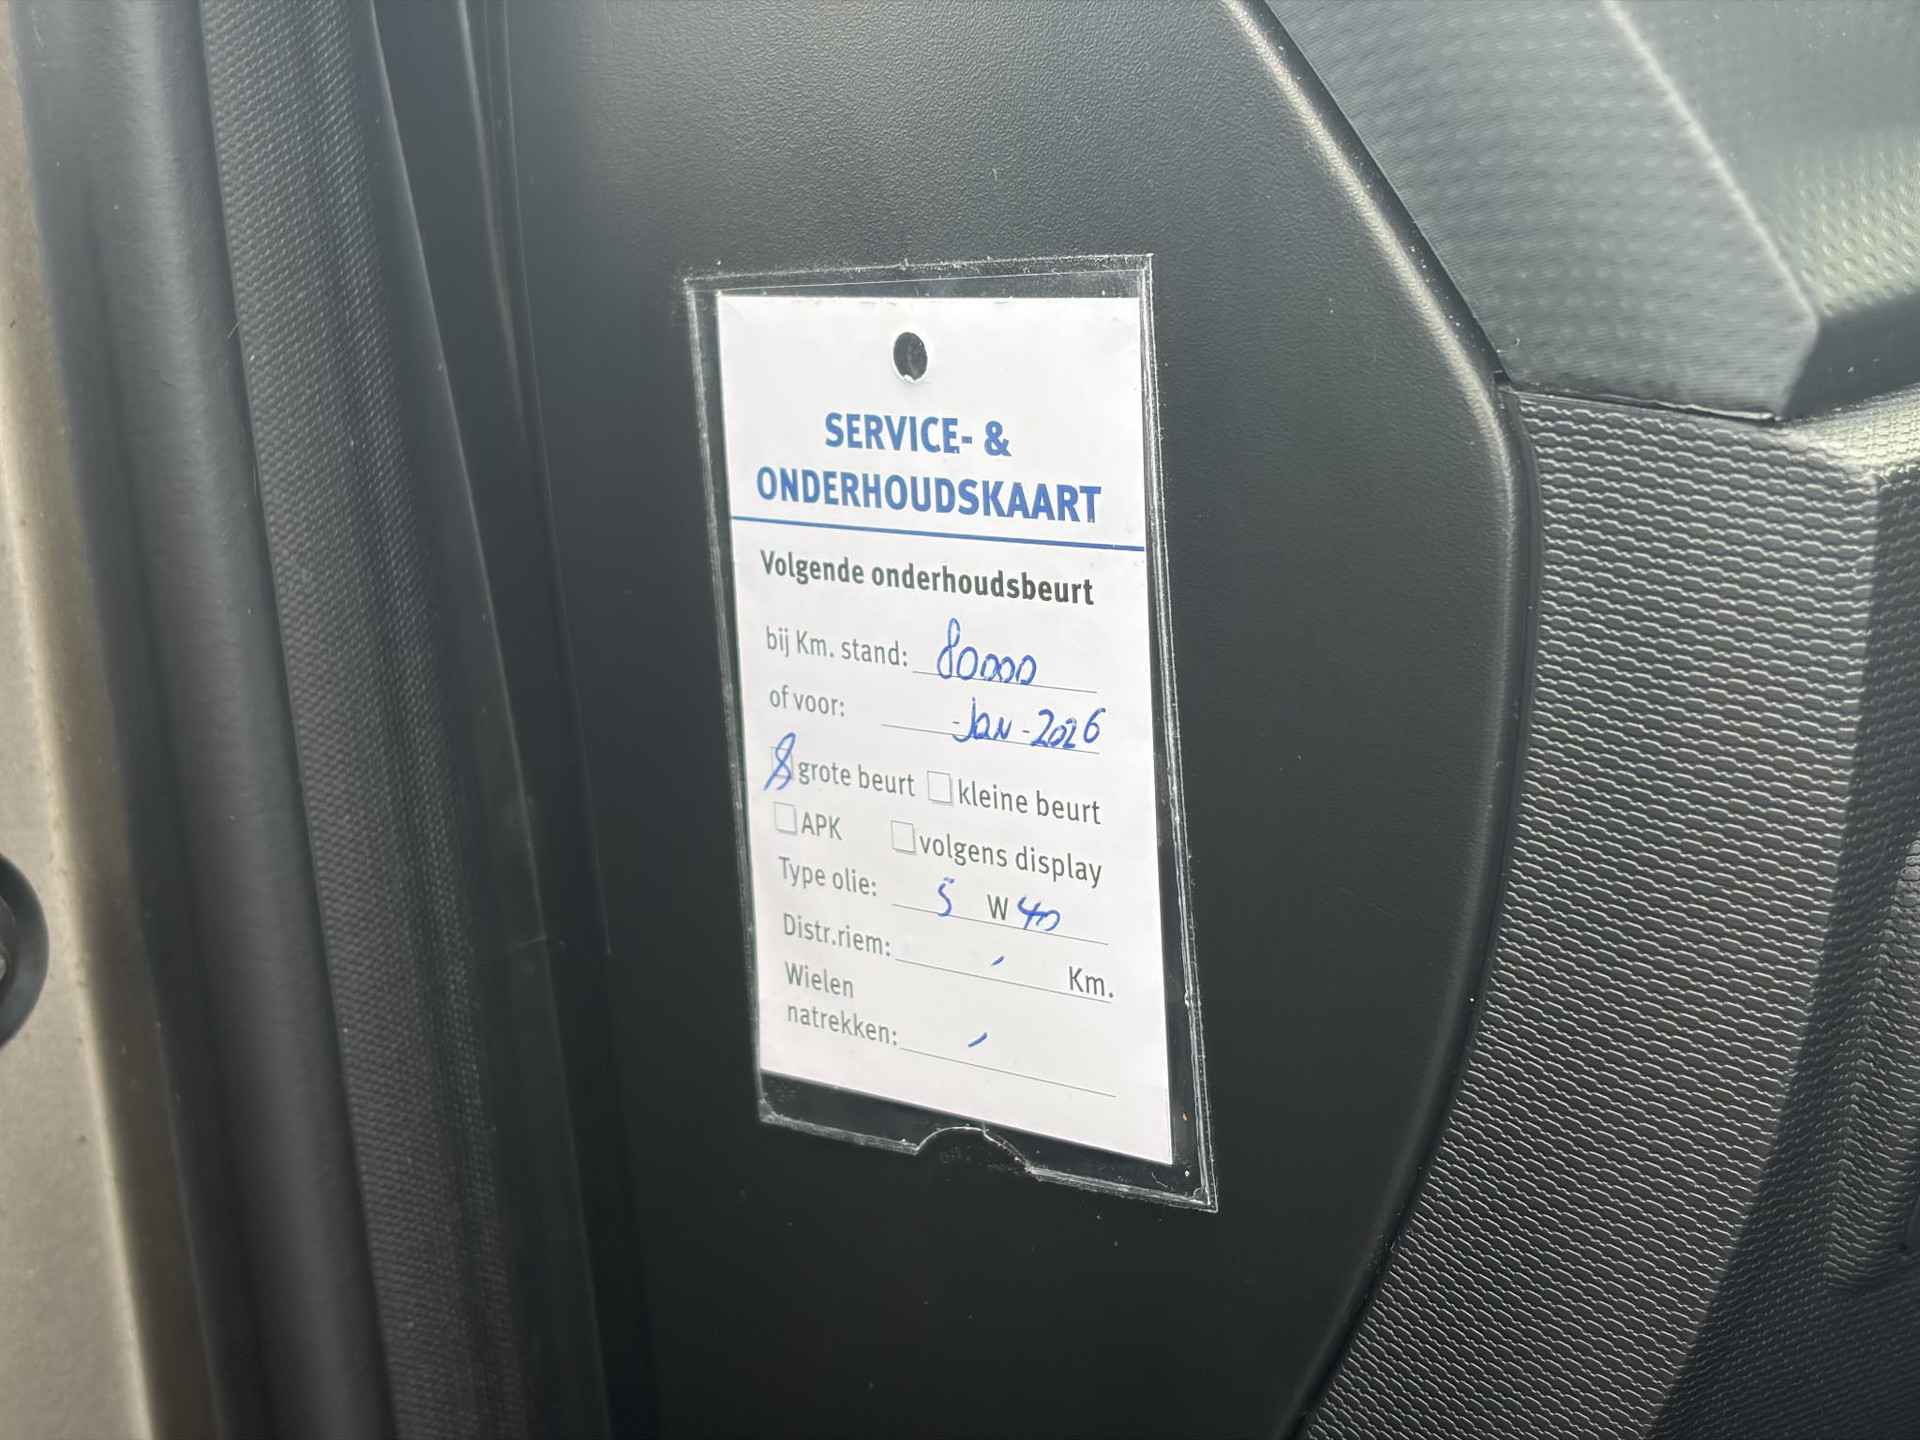 SERVICE- &
ONDERHOUDSKAART
Volgende onderhoudsbeurt
bij Km. stand: 80000
of voor: -Jan-2026
grote beurt kleine beurt
APK volgens display
Type olie: 5 W 40
Distr.riem: Km.
Wielen
natrekken: